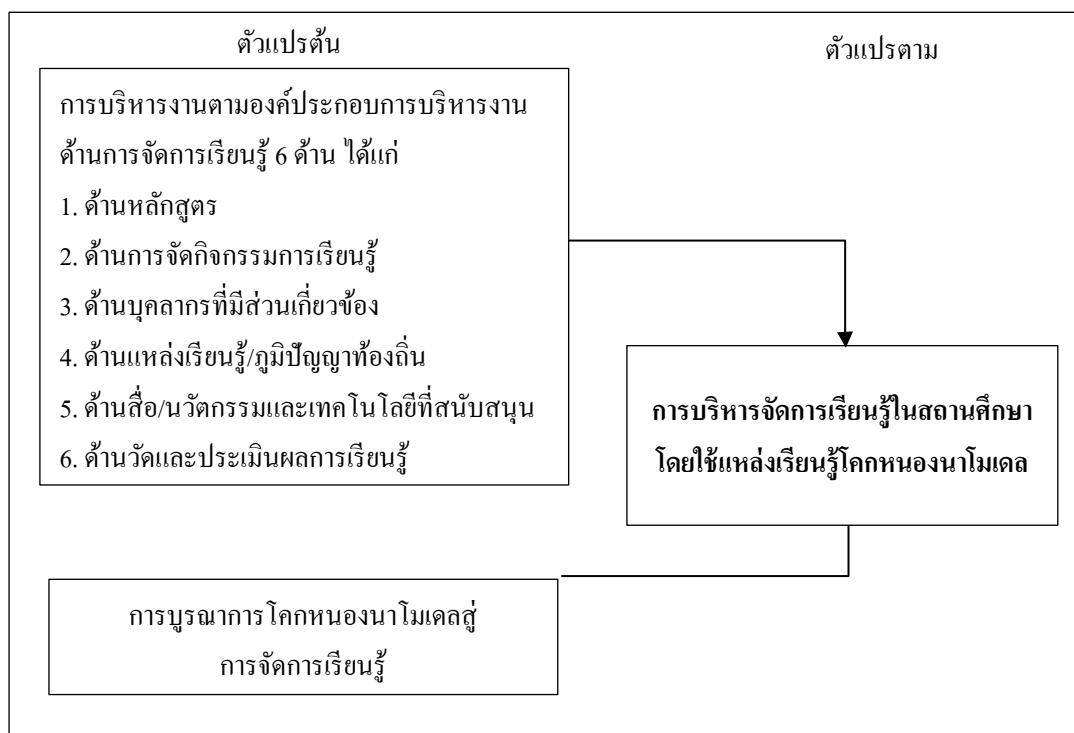 ตัวแปรต้น
ตัวแปรตาม
การบริหารงานตามองค์ประกอบการบริหารงาน
ด้านการจัดการเรียนรู้ 6 ด้าน ได้แก่
1. ด้านหลักสูตร
2. ด้านการจัดกิจกรรมการเรียนรู้
3. ด้านบุคลากรที่มีส่วนเกี่ยวข้อง
4. ด้านแหล่งเรียนรู้/ภูมิปัญญาท้องถิ่น
5. ด้านสื่อ/นวัตกรรมและเทคโนโลยีที่สนับสนุน
6. ด้านวัดและประเมินผลการเรียนรู้
การบริหารจัดการเรียนรู้ในสถานศึกษา
โดยใช้แหล่งเรียนรู้โคกหนองนาโมเดล
การบูรณาการโคกหนองนาโมเดลสู่
การจัดการเรียนรู้